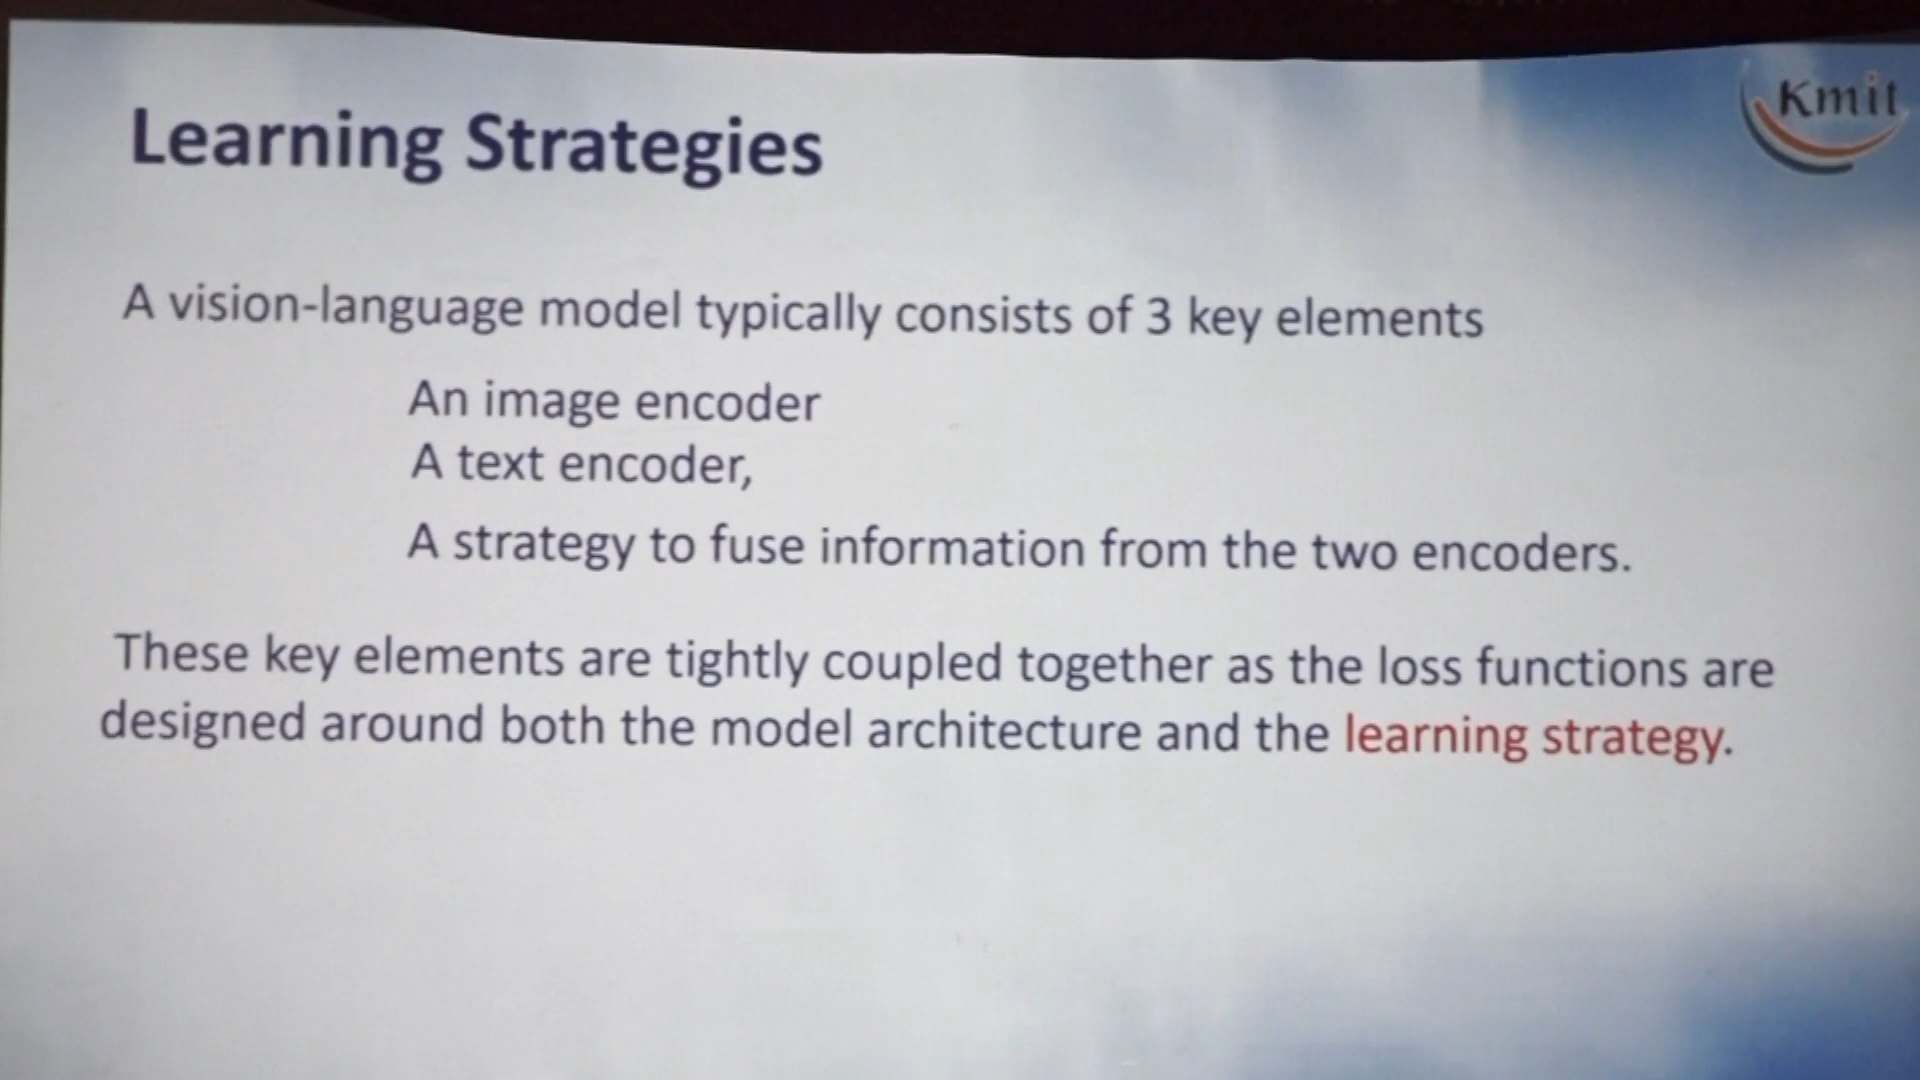 Kmit
Learning Strategies
A vision-language model typically consists of 3 key elements
An image encoder
A text encoder,
A strategy to fuse information from the two encoders.
These key elements are tightly coupled together as the loss functions are
designed around both the model architecture and the learning strategy.